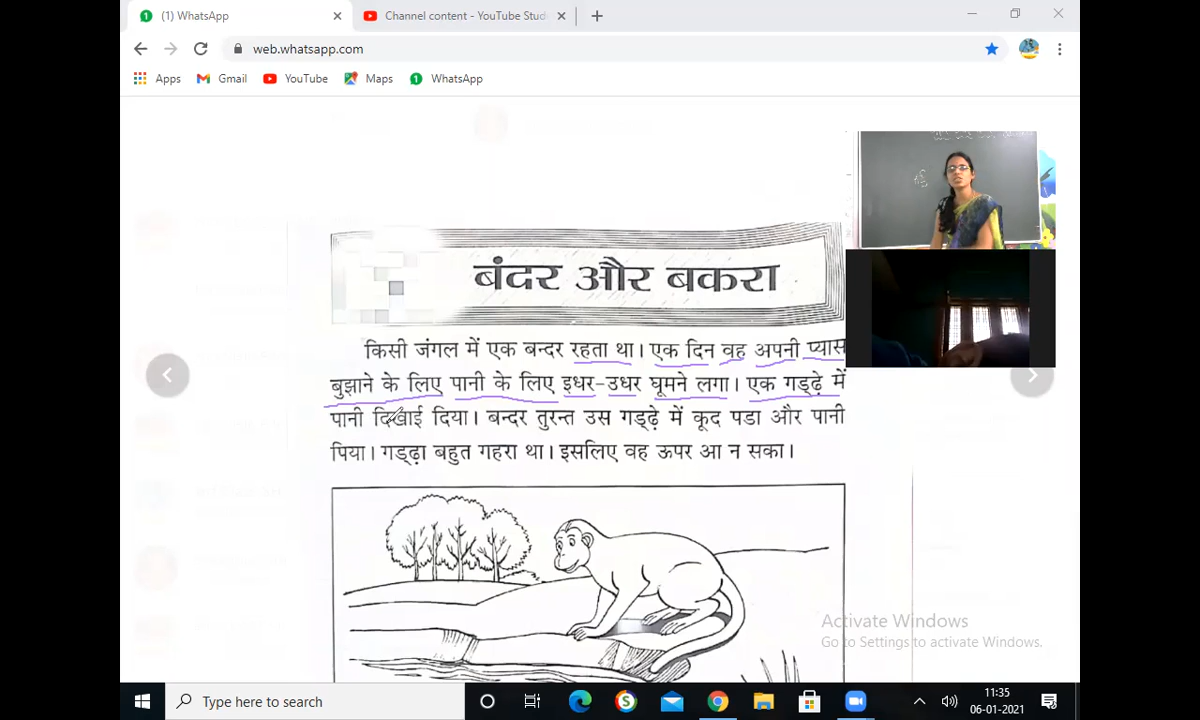 (1) WhatsApp
Channel content - YouTube Stud
web.whatsapp.com
Apps Gmail YouTube Maps WhatsApp
बंदर और बकरा
किसी जंगल में एक बन्दर रहता था। एक दिन वह अपनी प्यास
बुझाने के लिए पानी के लिए इधर-उधर घूमने लगा। एक गड्ढ़े में
पानी दिखाई दिया। बन्दर तुरन्त उस गड्ढ़े में कूद पडा और पानी
पिया। गड्ढ़ा बहुत गहरा था। इसलिए वह ऊपर आ न सका।
Activate Windows
Go to Settings to activate Windows.
Type here to search
11:35
06-01-2021